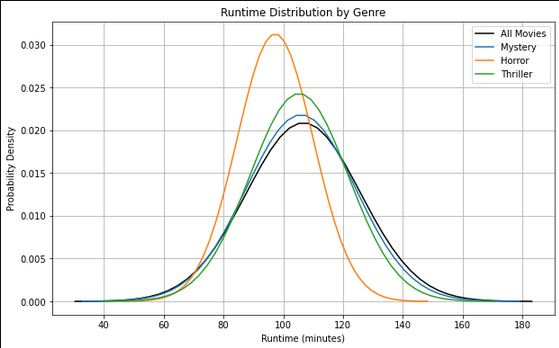 Runtime Distribution by Genre
All Movies
Mystery
Horror
Thriller
Probability Density
0.030
0.025
0.020
0.015
0.010
0.005
0.000
40 60 80 100 120 140 160 180
Runtime (minutes)